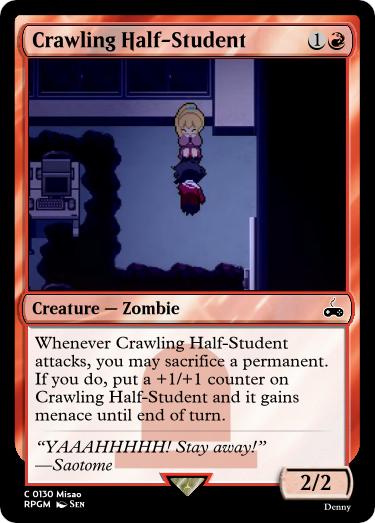 Crawling Half-Student 1
Creature — Zombie
Whenever Crawling Half-Student
attacks, you may sacrifice a permanent.
If you do, put a +1/+1 counter on
Crawling Half-Student and it gains
menace until end of turn.
“YAAAHHHHH! Stay away!”
—Saotome
2/2
C 0130 Misao
RPGM SEN
Denny